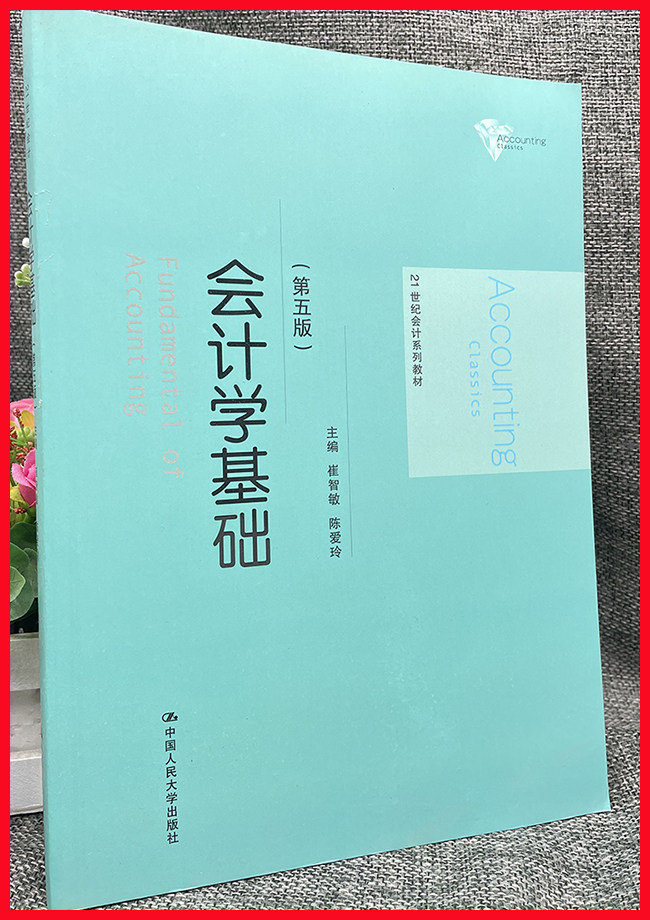 Accounting
Classics
Accounting
Classics
21世纪会计系列教材
(第五版)
会计学基础
Fundamental of
Accounting
主编 崔智敏 陈爱玲
中国人民大学出版社